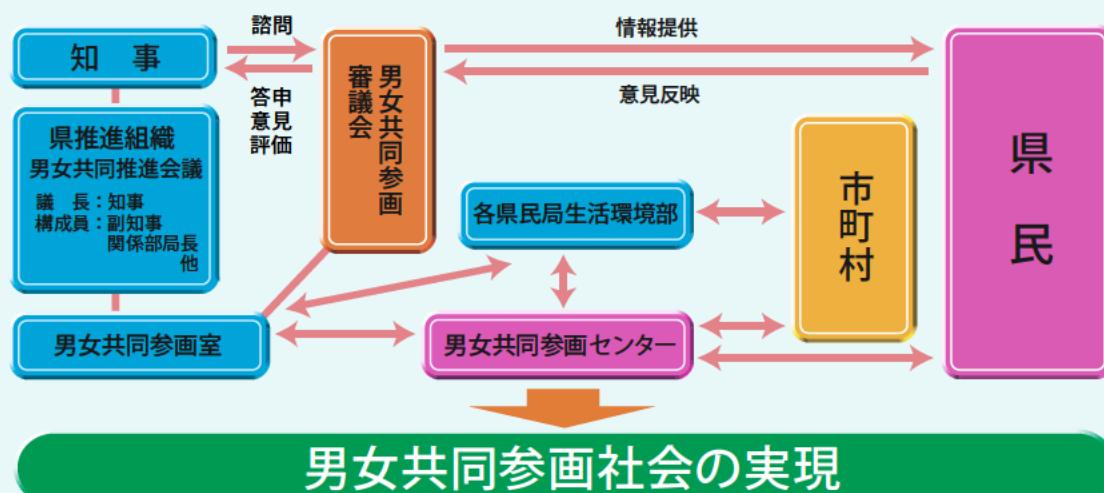 知　事
諮問
答申
意見
評価
男女共同参画
審議会
情報提供
意見反映
県民
県推進組織
男女共同推進会議
議　長：知事
構成員：副知事
関係部局長
他
各県民局生活環境部
市町村
男女共同参画室
男女共同参画センター
男女共同参画社会の実現